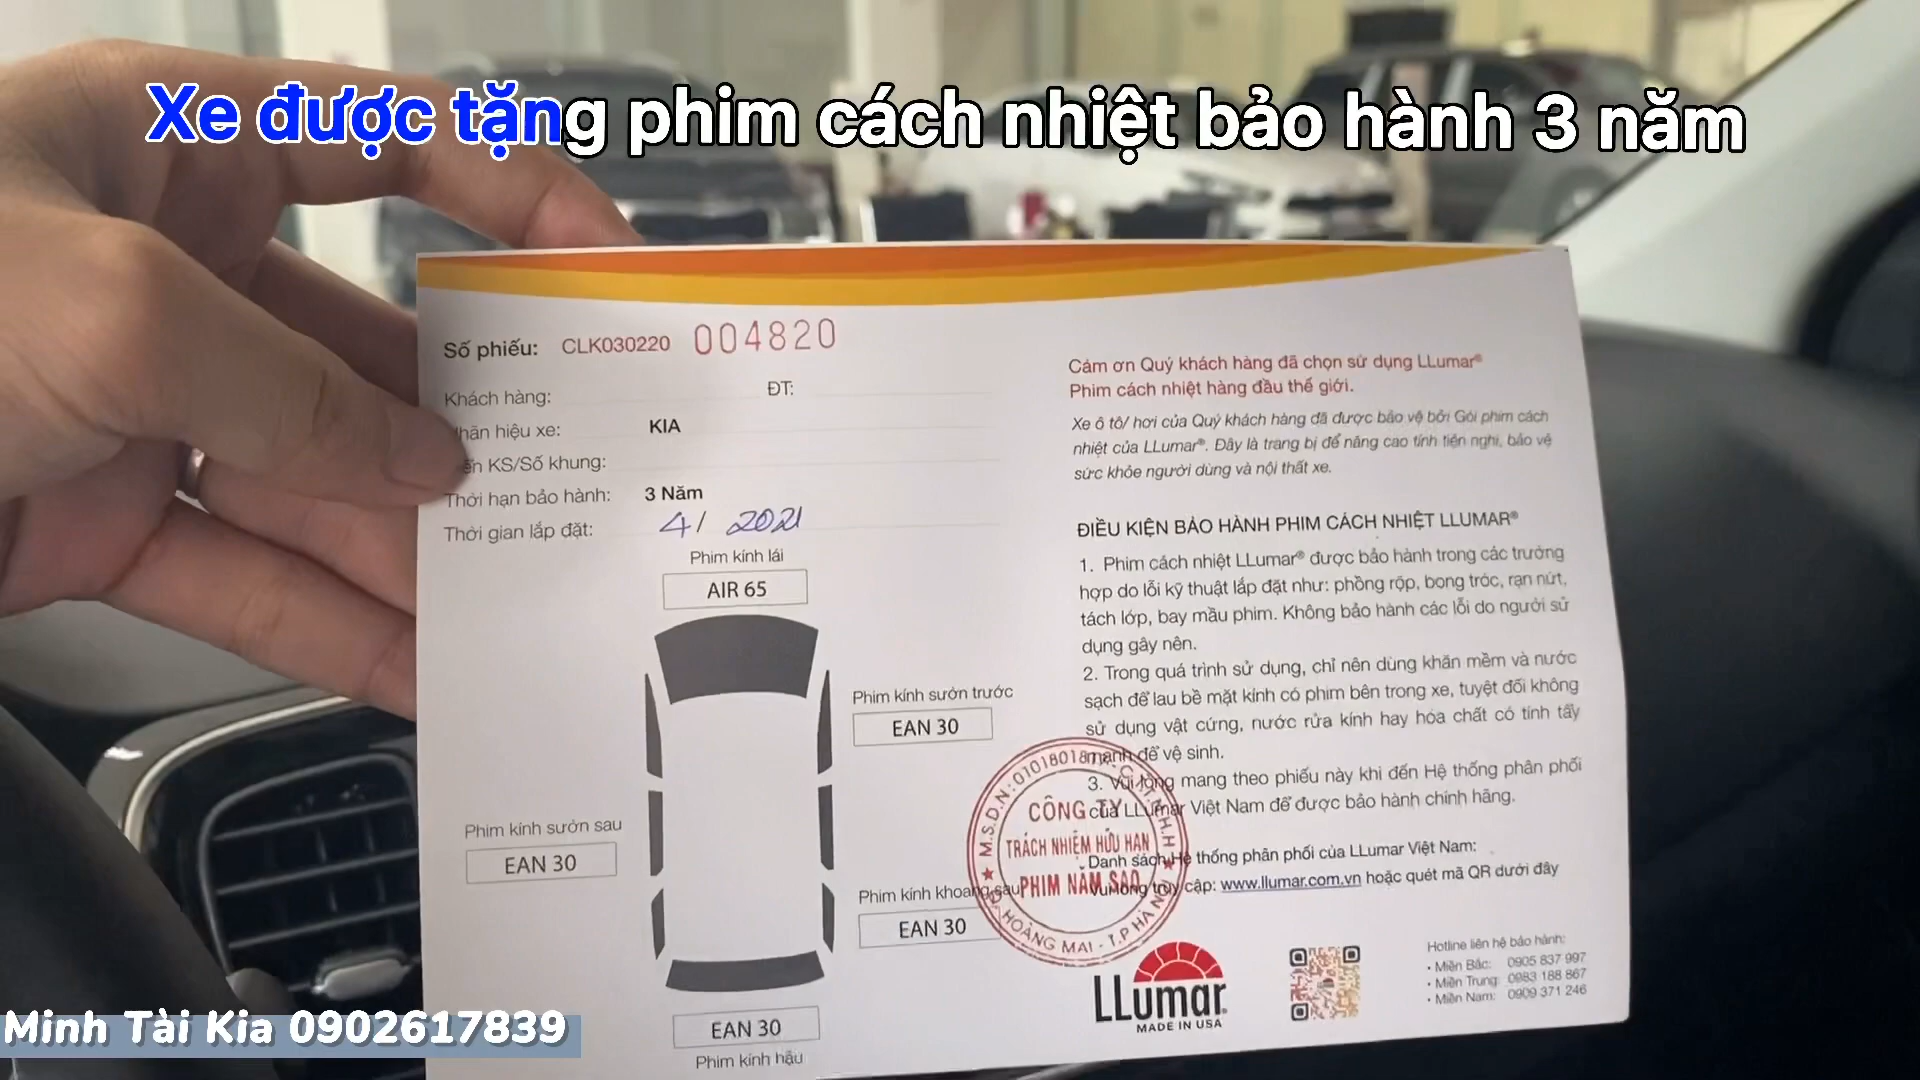 Xe được tặng phim cách nhiệt bảo hành 3 năm
Số phiếu: CLK030220 004820
Khách hàng: ĐT:
hãn hiệu xe: KIA
ển KS/Số khung:
Thời hạn bảo hành: 3 Năm
Thời gian lắp đặt: 4/ 2021
Phim kính lái
AIR 65
Phim kính sườn trước
EAN 30
Phim kính sườn sau
EAN 30
Phim kính khoang sau
EAN 30
EAN 30
Phim kính hậu
Cảm ơn Quý khách hàng đã chọn sử dụng LLumar®
Phim cách nhiệt hàng đầu thế giới.
Xe ô tô/ hơi của Quý khách hàng đã được bảo vệ bởi Gói phim cách
nhiệt của LLumar®. Đây là trang bị để nâng cao tính tiện nghi, bảo vệ
sức khỏe người dùng và nội thất xe.
ĐIỀU KIỆN BẢO HÀNH PHIM CÁCH NHIỆT LLUMAR®
1. Phim cách nhiệt LLumar® được bảo hành trong các trường
hợp do lỗi kỹ thuật lắp đặt như: phồng rộp, bong tróc, rạn nứt,
tách lớp, bay mầu phim. Không bảo hành các lỗi do người sử
dụng gây nên.
2. Trong quá trình sử dụng, chỉ nên dùng khăn mềm và nước
sạch để lau bề mặt kính có phim bên trong xe, tuyệt đối không
sử dụng vật cứng, nước rửa kính hay hóa chất có tính tẩy
mạnh để vệ sinh.
3. Vui lòng mang theo phiếu này khi đến Hệ thống phân phối
của LLumar Việt Nam để được bảo hành chính hãng.
Danh sách Hệ thống phân phối của LLumar Việt Nam:
Vui lòng truy cập: www.llumar.com.vn hoặc quét mã QR dưới đây
M.S.D.N: 01018018
CÔNG TY
TRÁCH NHIỆM HỮU HẠN
PHIM NĂM SAO
HOÀNG MAI - T.P HÀ NỘI
LLumar
MADE IN USA
Hotline liên hệ bảo hành:
• Miền Bắc: 0905 837 997
• Miền Trung: 0983 188 867
• Miền Nam: 0909 371 246
Minh Tài Kia 0902617839